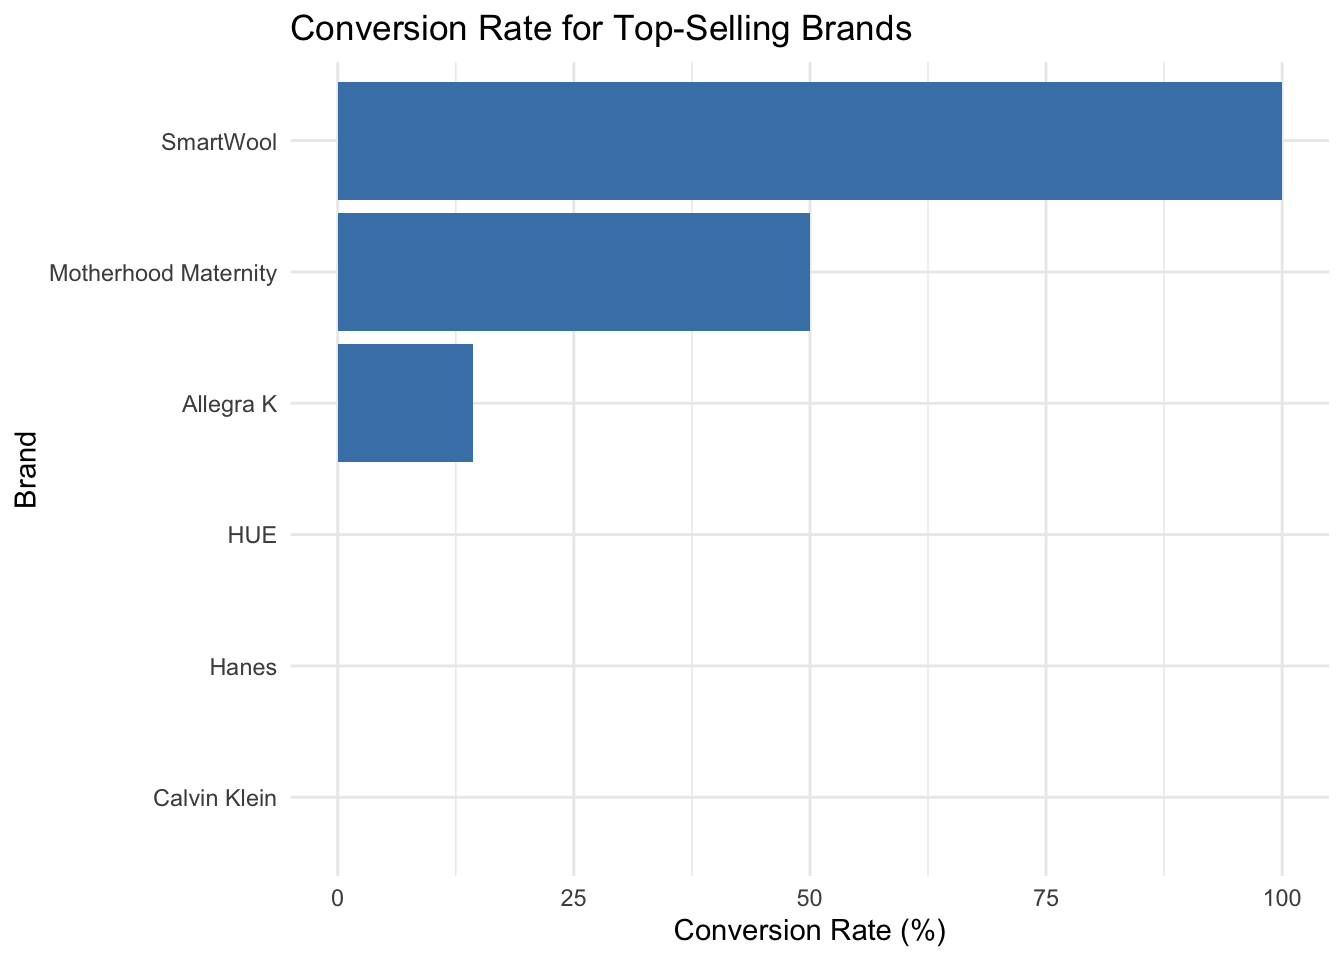 Conversion Rate for Top-Selling Brands
SmartWool
Motherhood Maternity
Allegra K
HUE
Hanes
Calvin Klein
Brand
0 25 50 75 100
Conversion Rate (%)